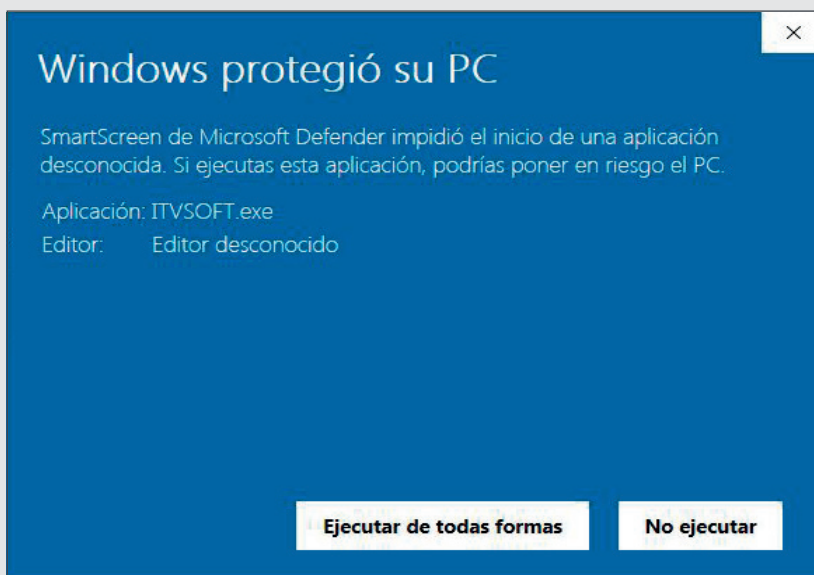 Windows protegió su PC
SmartScreen de Microsoft Defender impidió el inicio de una aplicación
desconocida. Si ejecutas esta aplicación, podrías poner en riesgo el PC.
Aplicación: ITVSOFT.exe
Editor: Editor desconocido
Ejecutar de todas formas No ejecutar